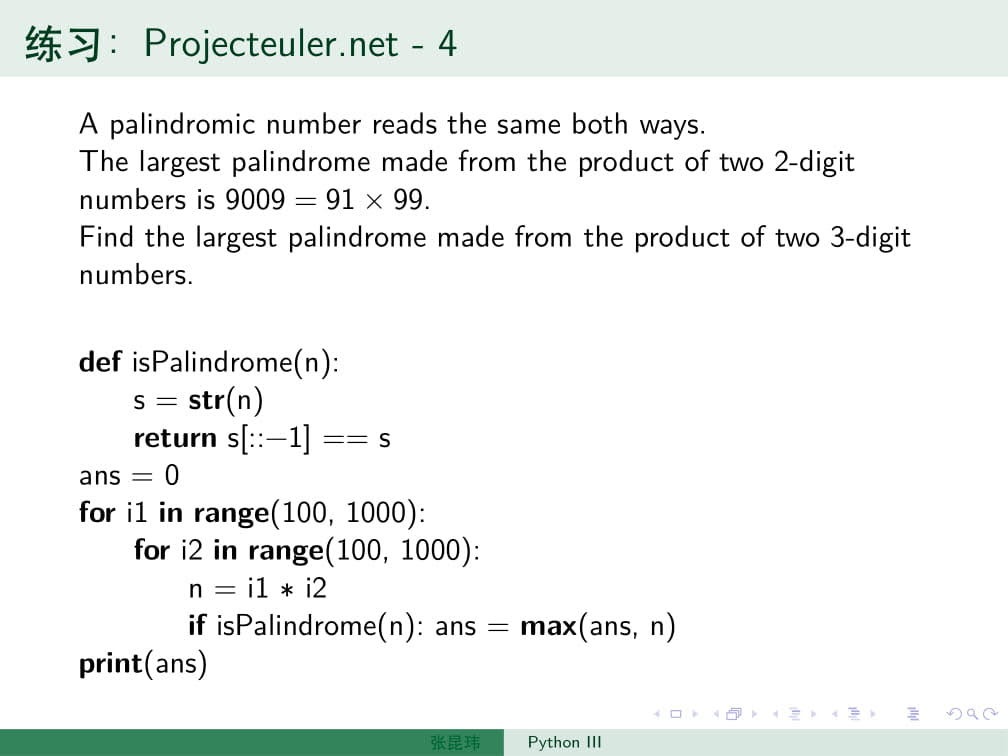 练习：Projecteuler.net - 4
A palindromic number reads the same both ways.
The largest palindrome made from the product of two 2-digit
numbers is 9009 = 91 × 99.
Find the largest palindrome made from the product of two 3-digit
numbers.
def isPalindrome(n):
    s = str(n)
    return s[::−1] == s
ans = 0
for i1 in range(100, 1000):
    for i2 in range(100, 1000):
        n = i1 * i2
        if isPalindrome(n): ans = max(ans, n)
print(ans)
张昆玮 Python III